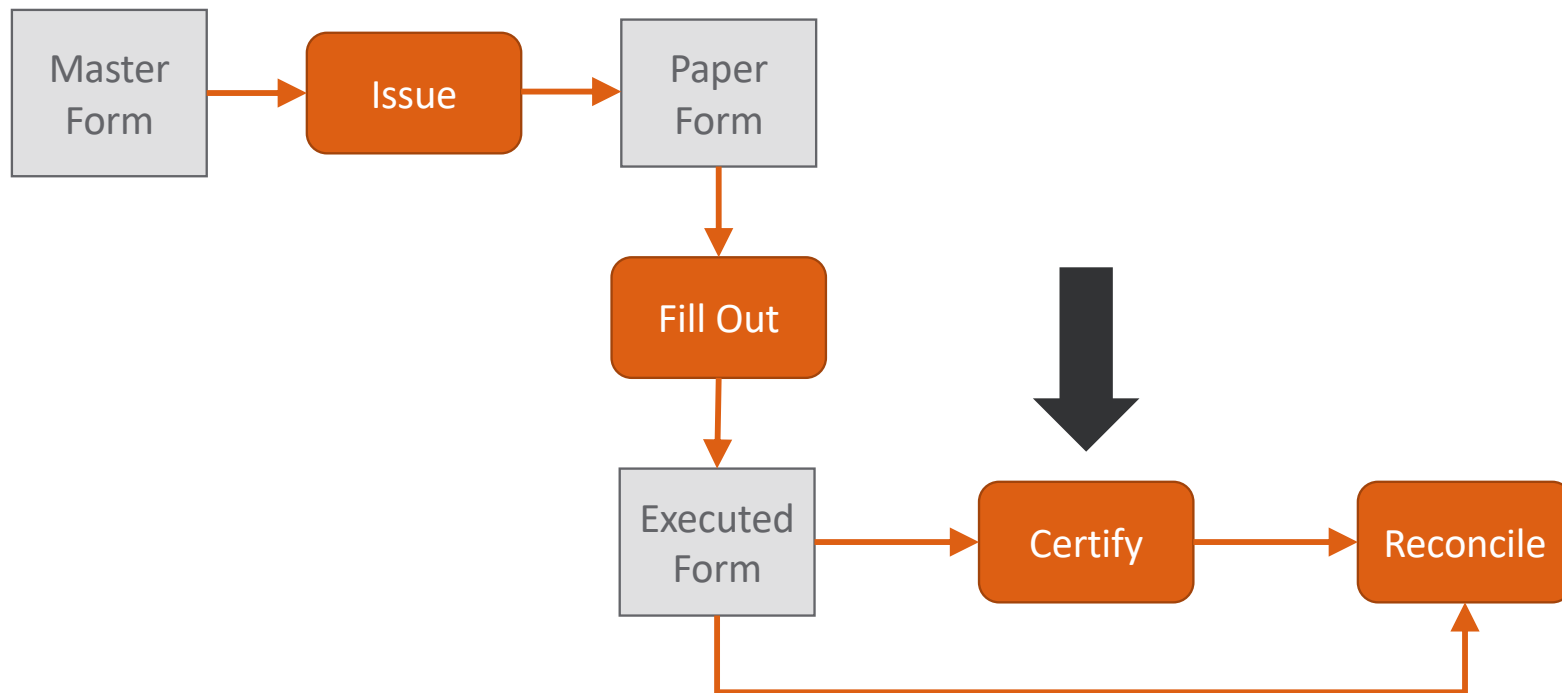 Master
Form
Issue
Paper
Form
Fill Out
Executed
Form
Certify
Reconcile